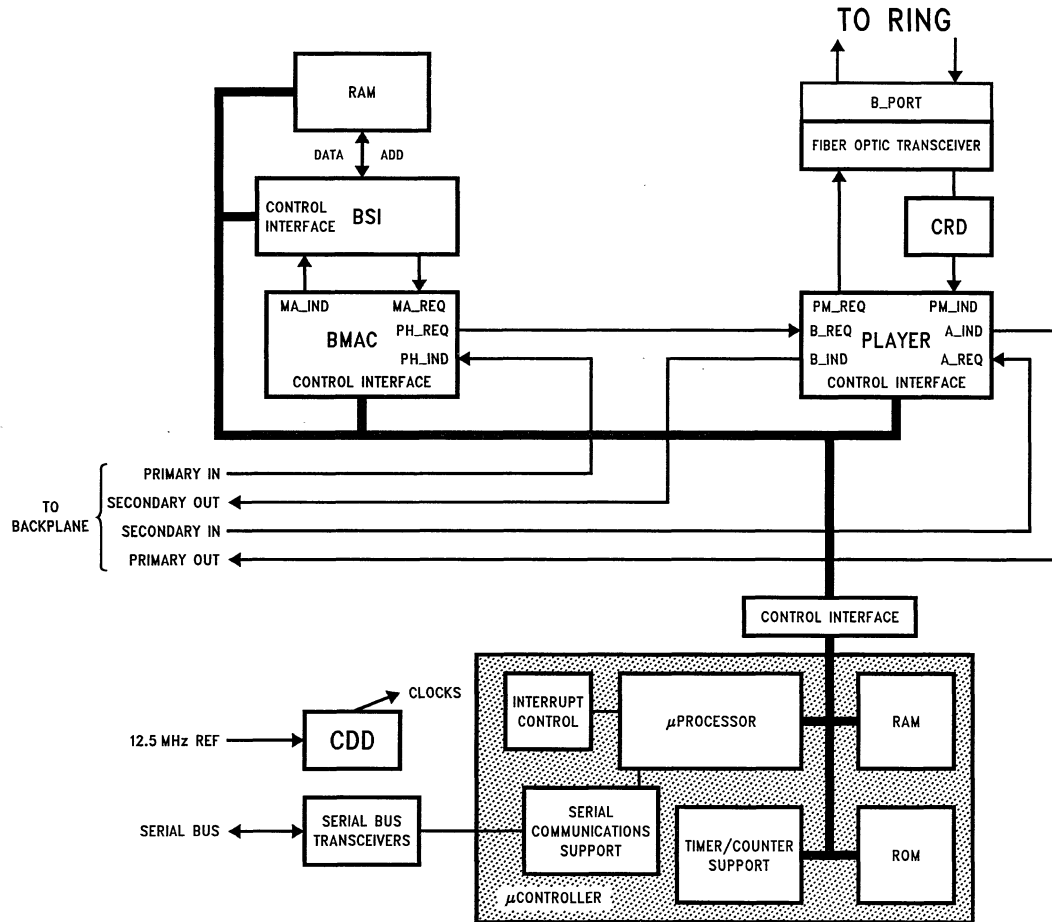 TO RING
RAM
B_PORT
FIBER OPTIC TRANSCEIVER
DATA ADD
CONTROL
INTERFACE
BSI
CRD
MA_IND MA_REQ
PH_REQ
BMAC
PH_IND
CONTROL INTERFACE
PM_REQ PM_IND
B_REQ A_IND
PLAYER
B_IND A_REQ
CONTROL INTERFACE
TO
BACKPLANE
PRIMARY IN
SECONDARY OUT
SECONDARY IN
PRIMARY OUT
CONTROL INTERFACE
CLOCKS
12.5 MHz REF
CDD
INTERRUPT
CONTROL
μPROCESSOR
RAM
SERIAL BUS
SERIAL BUS
TRANSCEIVERS
SERIAL
COMMUNICATIONS
SUPPORT
TIMER/COUNTER
SUPPORT
ROM
μCONTROLLER